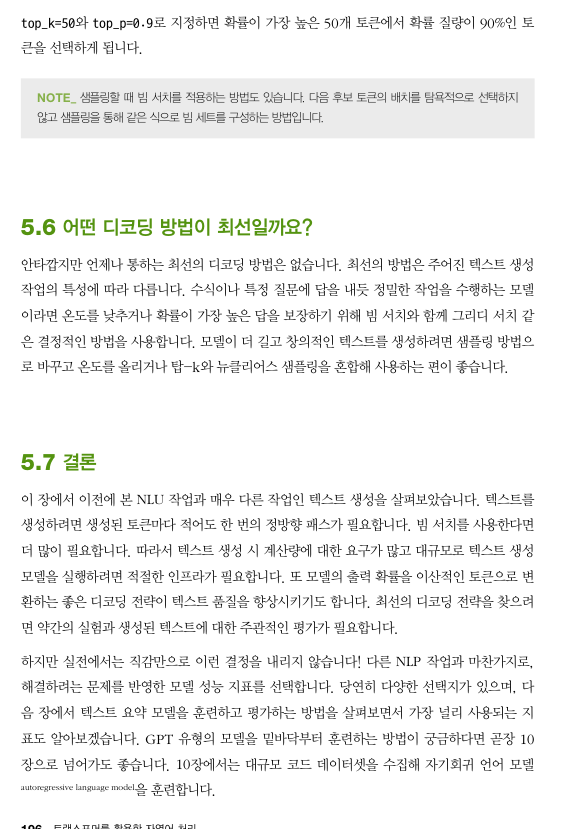 top_k=50와 top_p=0.9로 지정하면 확률이 가장 높은 50개 토큰에서 확률 질량이 90%인 토
큰을 선택하게 됩니다.
NOTE_ 샘플링할 때 빔 서치를 적용하는 방법도 있습니다. 다음 후보 토큰의 배치를 탐욕적으로 선택하지
않고 샘플링을 통해 같은 식으로 빔 세트를 구성하는 방법입니다.
5.6 어떤 디코딩 방법이 최선일까요?
안타깝지만 언제나 통하는 최선의 디코딩 방법은 없습니다. 최선의 방법은 주어진 텍스트 생성
작업의 특성에 따라 다릅니다. 수식이나 특정 질문에 답을 내듯 정밀한 작업을 수행하는 모델
이라면 온도를 낮추거나 확률이 가장 높은 답을 보장하기 위해 빔 서치와 함께 그리디 서치 같
은 결정적인 방법을 사용합니다. 모델이 더 길고 창의적인 텍스트를 생성하려면 샘플링 방법으
로 바꾸고 온도를 올리거나 탑-k와 뉴클리어스 샘플링을 혼합해 사용하는 편이 좋습니다.
5.7 결론
이 장에서 이전에 본 NLU 작업과 매우 다른 작업인 텍스트 생성을 살펴보았습니다. 텍스트를
생성하려면 생성된 토큰마다 적어도 한 번의 정방향 패스가 필요합니다. 빔 서치를 사용한다면
더 많이 필요합니다. 따라서 텍스트 생성 시 계산량에 대한 요구가 많고 대규모로 텍스트 생성
모델을 실행하려면 적절한 인프라가 필요합니다. 또 모델의 출력 확률을 이산적인 토큰으로 변
환하는 좋은 디코딩 전략이 텍스트 품질을 향상시키기도 합니다. 최선의 디코딩 전략을 찾으려
면 약간의 실험과 생성된 텍스트에 대한 주관적인 평가가 필요합니다.
하지만 실전에서는 직감만으로 이런 결정을 내리지 않습니다! 다른 NLP 작업과 마찬가지로,
해결하려는 문제를 반영한 모델 성능 지표를 선택합니다. 당연히 다양한 선택지가 있으며, 다
음 장에서 텍스트 요약 모델을 훈련하고 평가하는 방법을 살펴보면서 가장 널리 사용되는 지
표도 알아보겠습니다. GPT 유형의 모델을 밑바닥부터 훈련하는 방법이 궁금하다면 곧장 10
장으로 넘어가도 좋습니다. 10장에서는 대규모 코드 데이터셋을 수집해 자기회귀 언어 모델
autoregressive language model을 훈련합니다.
196 트랜스포머를 활용한 자연어 처리